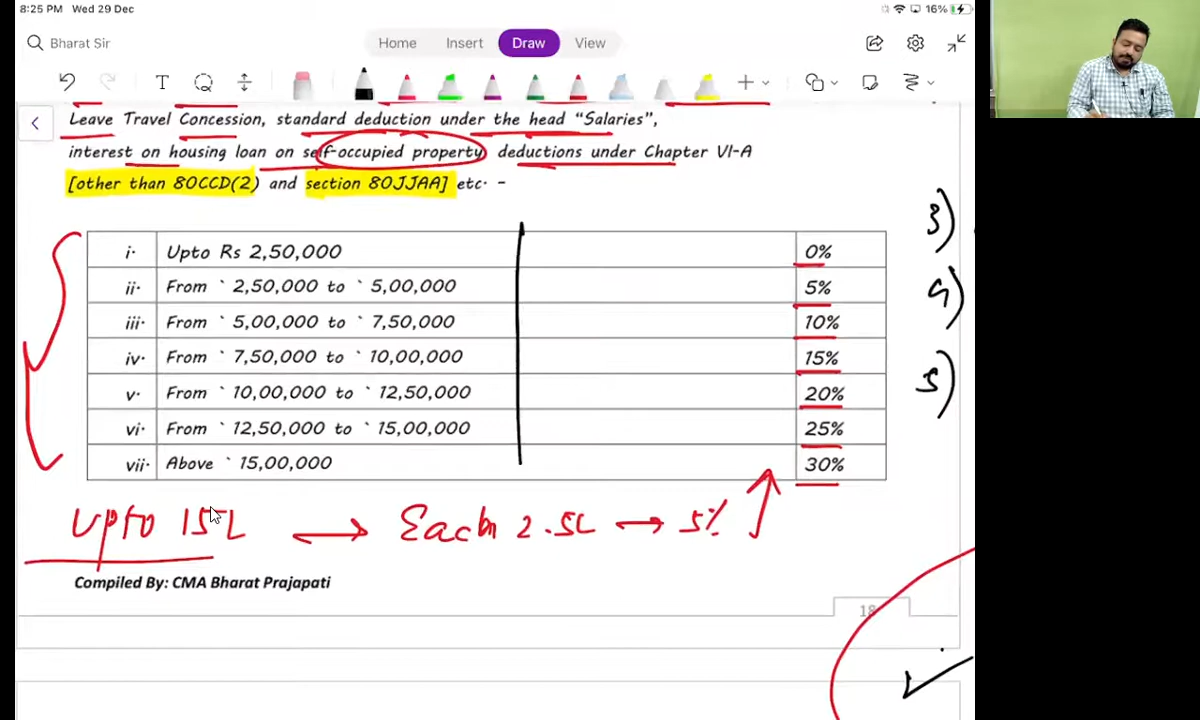 8:25 PM Wed 29 Dec 16%
Bharat Sir Home Insert Draw View
Leave Travel Concession, standard deduction under the head “Salaries”,
interest on housing loan on self-occupied property deductions under Chapter VI-A
[other than 80CCD(2) and section 80JJAA] etc. -
i. Upto Rs 2,50,000 0%
ii. From ` 2,50,000 to ` 5,00,000 5%
iii. From ` 5,00,000 to ` 7,50,000 10%
iv. From ` 7,50,000 to ` 10,00,000 15%
v. From ` 10,00,000 to ` 12,50,000 20%
vi. From ` 12,50,000 to ` 15,00,000 25%
vii. Above ` 15,00,000 30%
3)
4)
5)
Upto 15L Each 2.5L 5%
Compiled By: CMA Bharat Prajapati
18